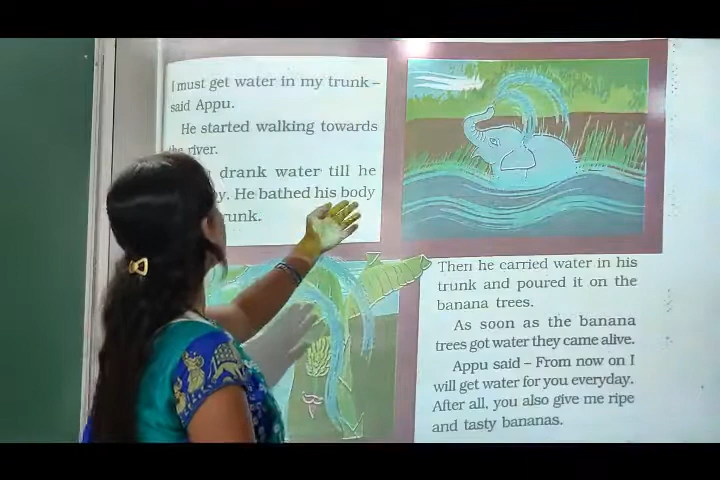 I must get water in my trunk –
said Appu.
He started walking towards
the river.
drank water till he
He bathed his body
trunk.
Then he carried water in his
trunk and poured it on the
banana trees.
As soon as the banana
trees got water they came alive.
Appu said – From now on I
will get water for you everyday.
After all, you also give me ripe
and tasty bananas.